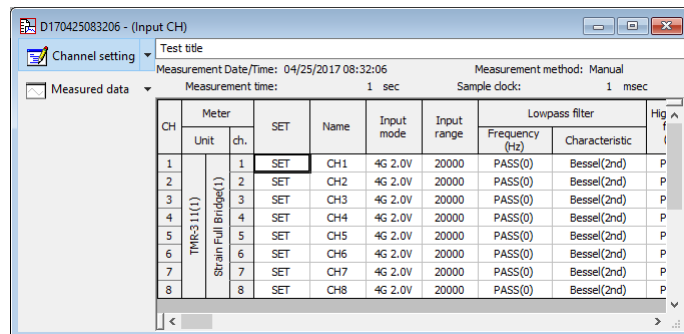 D170425083206 - (Input CH)
Channel setting
Measured data
Test title
Measurement Date/Time: 04/25/2017 08:32:06 Measurement method: Manual
Measurement time: 1 sec Sample clock: 1 msec
CH Meter SET Name Input mode Input range Lowpass filter Hig
Unit ch. Frequency (Hz) Characteristic
TMR-311(1) Strain Full Bridge(1)
1 1 SET CH1 4G 2.0V 20000 PASS(0) Bessel(2nd) P
2 2 SET CH2 4G 2.0V 20000 PASS(0) Bessel(2nd) P
3 3 SET CH3 4G 2.0V 20000 PASS(0) Bessel(2nd) P
4 4 SET CH4 4G 2.0V 20000 PASS(0) Bessel(2nd) P
5 5 SET CH5 4G 2.0V 20000 PASS(0) Bessel(2nd) P
6 6 SET CH6 4G 2.0V 20000 PASS(0) Bessel(2nd) P
7 7 SET CH7 4G 2.0V 20000 PASS(0) Bessel(2nd) P
8 8 SET CH8 4G 2.0V 20000 PASS(0) Bessel(2nd) P